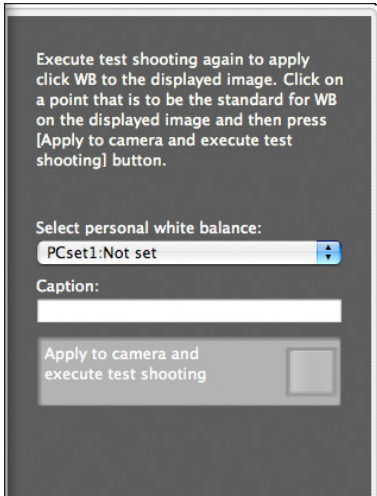 Execute test shooting again to apply
click WB to the displayed image. Click on
a point that is to be the standard for WB
on the displayed image and then press
[Apply to camera and execute test
shooting] button.
Select personal white balance:
PCset1:Not set
Caption:
Apply to camera and
execute test shooting